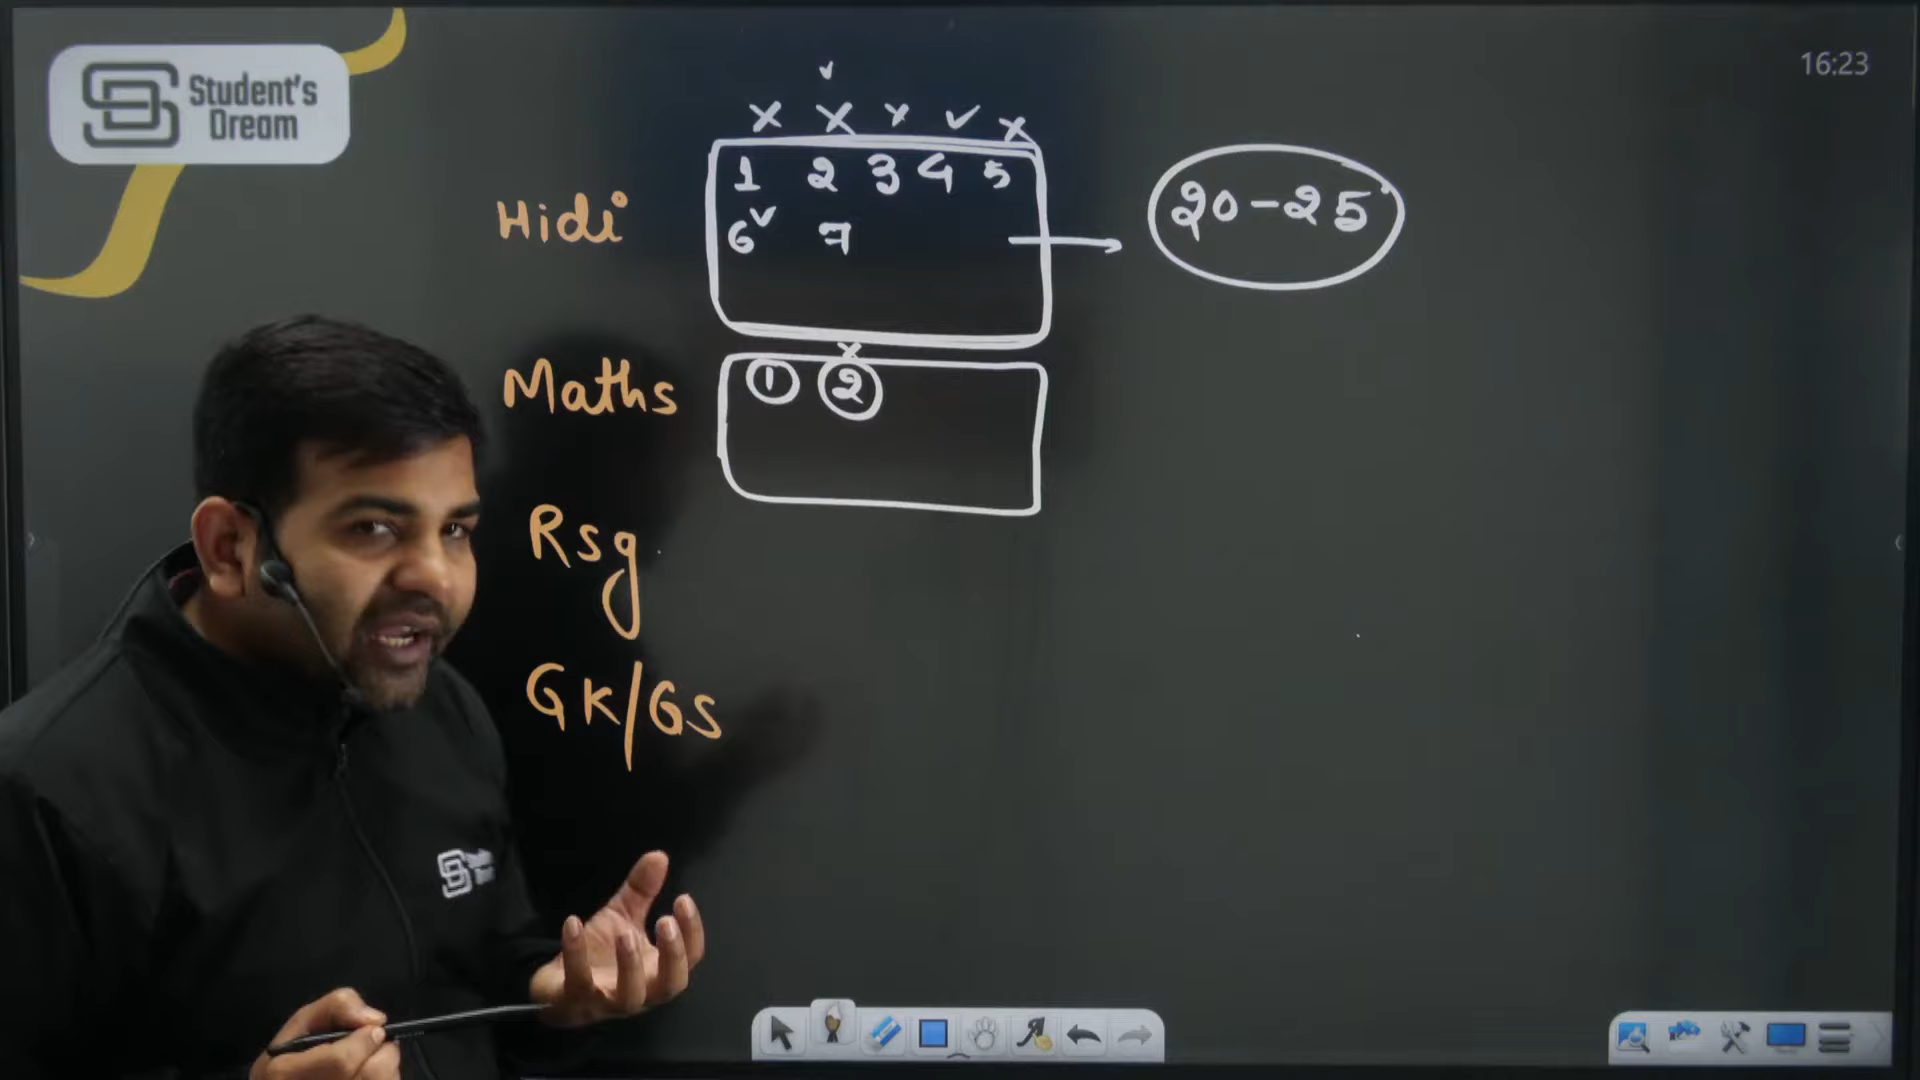 Student's
Dream
16:23
✓
× × × ✓ ×
1 2 3 4 5
Hidi
6✓ 7
20-25
×
Maths
1 2
Rsg
GK/GS